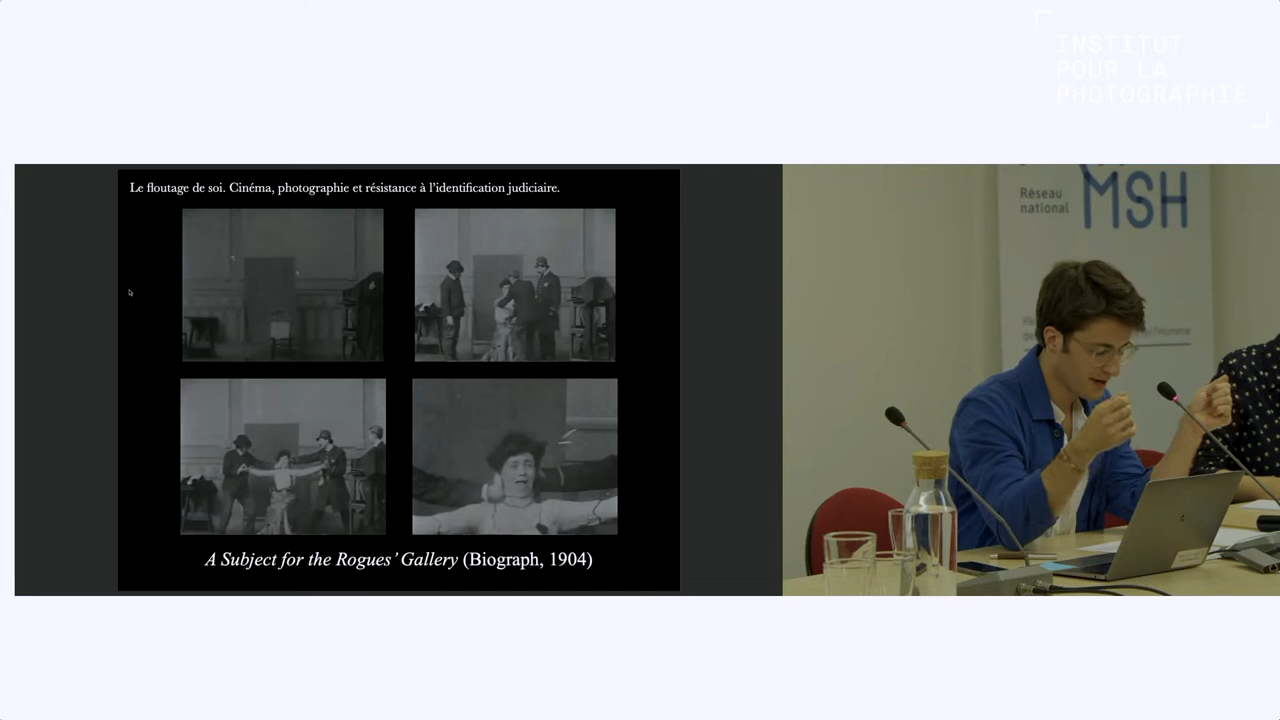 INSTITUT
POUR LA
PHOTOGRAPHIE
Le floutage de soi. Cinéma, photographie et résistance à l'identification judiciaire.
A Subject for the Rogues' Gallery (Biograph, 1904)
Réseau
national
MSH